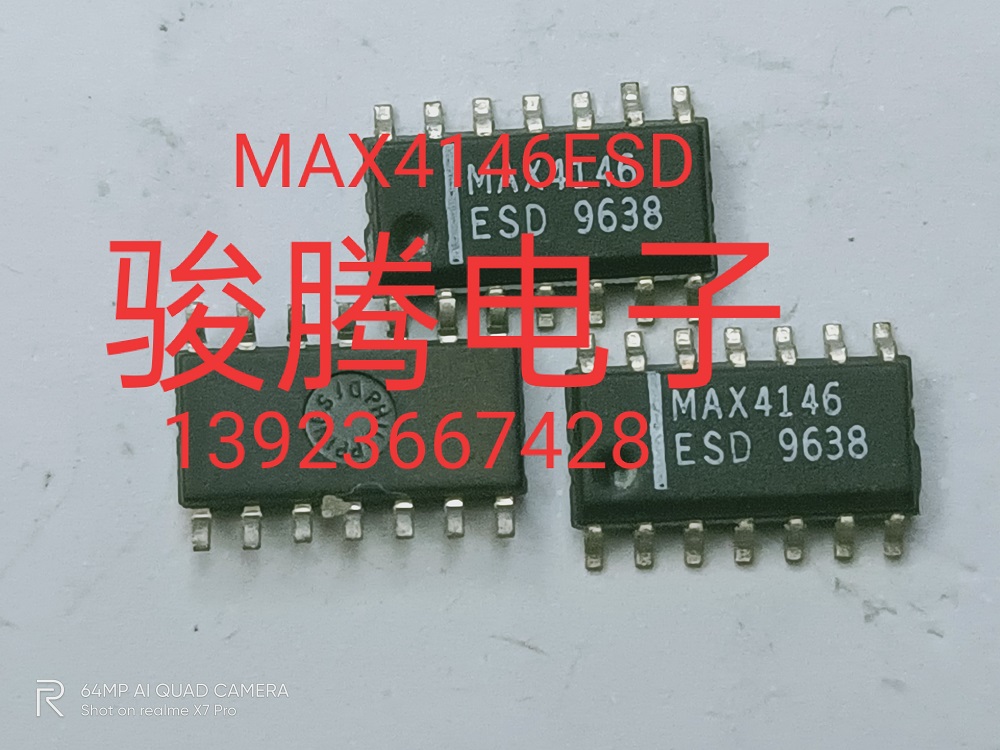 MAX4146ESD
MAX4146
ESD 9638
骏腾电子
MAX4146
ESD 9638
13923667428
64MP AI QUAD CAMERA
Shot on realme X7 Pro